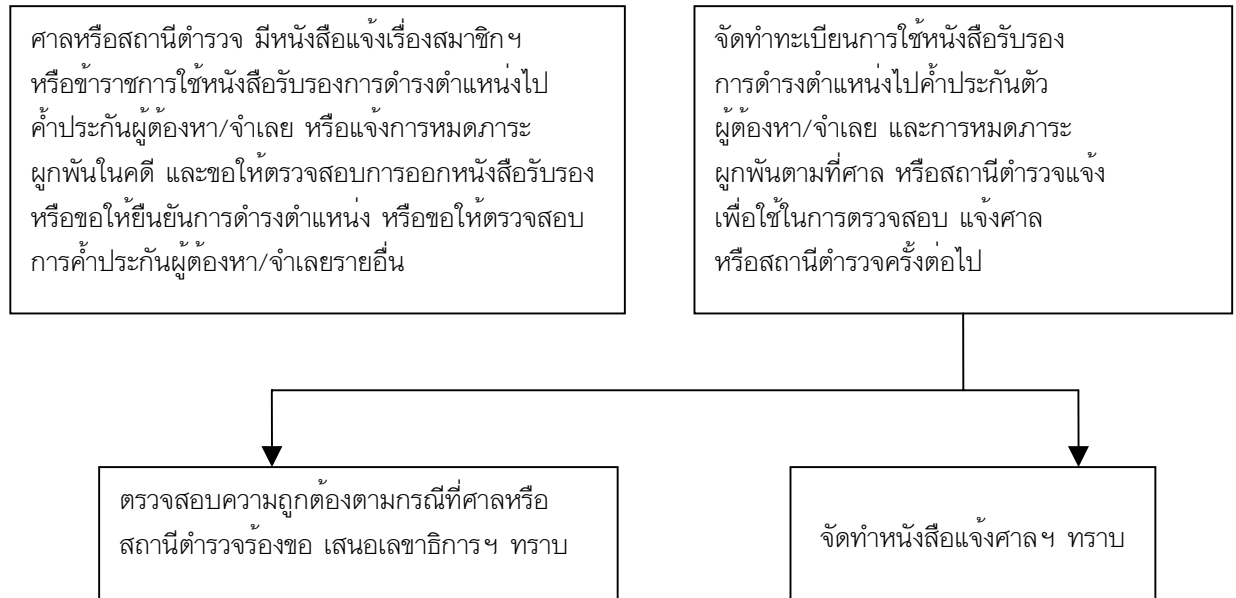 ศาลหรือสถานีตำรวจ มีหนังสือแจ้งเรื่องสมาชิกฯ
หรือข้าราชการใช้หนังสือรับรองการดำรงตำแหน่งไป
ค้ำประกันผู้ต้องหา/จำเลย หรือแจ้งการหมดภาระ
ผูกพันในคดี และขอให้ตรวจสอบการออกหนังสือรับรอง
หรือขอให้ยืนยันการดำรงตำแหน่ง หรือขอให้ตรวจสอบ
การค้ำประกันผู้ต้องหา/จำเลยรายอื่น
จัดทำทะเบียนการใช้หนังสือรับรอง
การดำรงตำแหน่งไปค้ำประกันตัว
ผู้ต้องหา/จำเลย และการหมดภาระ
ผูกพันตามที่ศาล หรือสถานีตำรวจแจ้ง
เพื่อใช้ในการตรวจสอบ แจ้งศาล
หรือสถานีตำรวจครั้งต่อไป
ตรวจสอบความถูกต้องตามกรณีที่ศาลหรือ
สถานีตำรวจร้องขอ เสนอเลขาธิการฯ ทราบ
จัดทำหนังสือแจ้งศาลฯ ทราบ